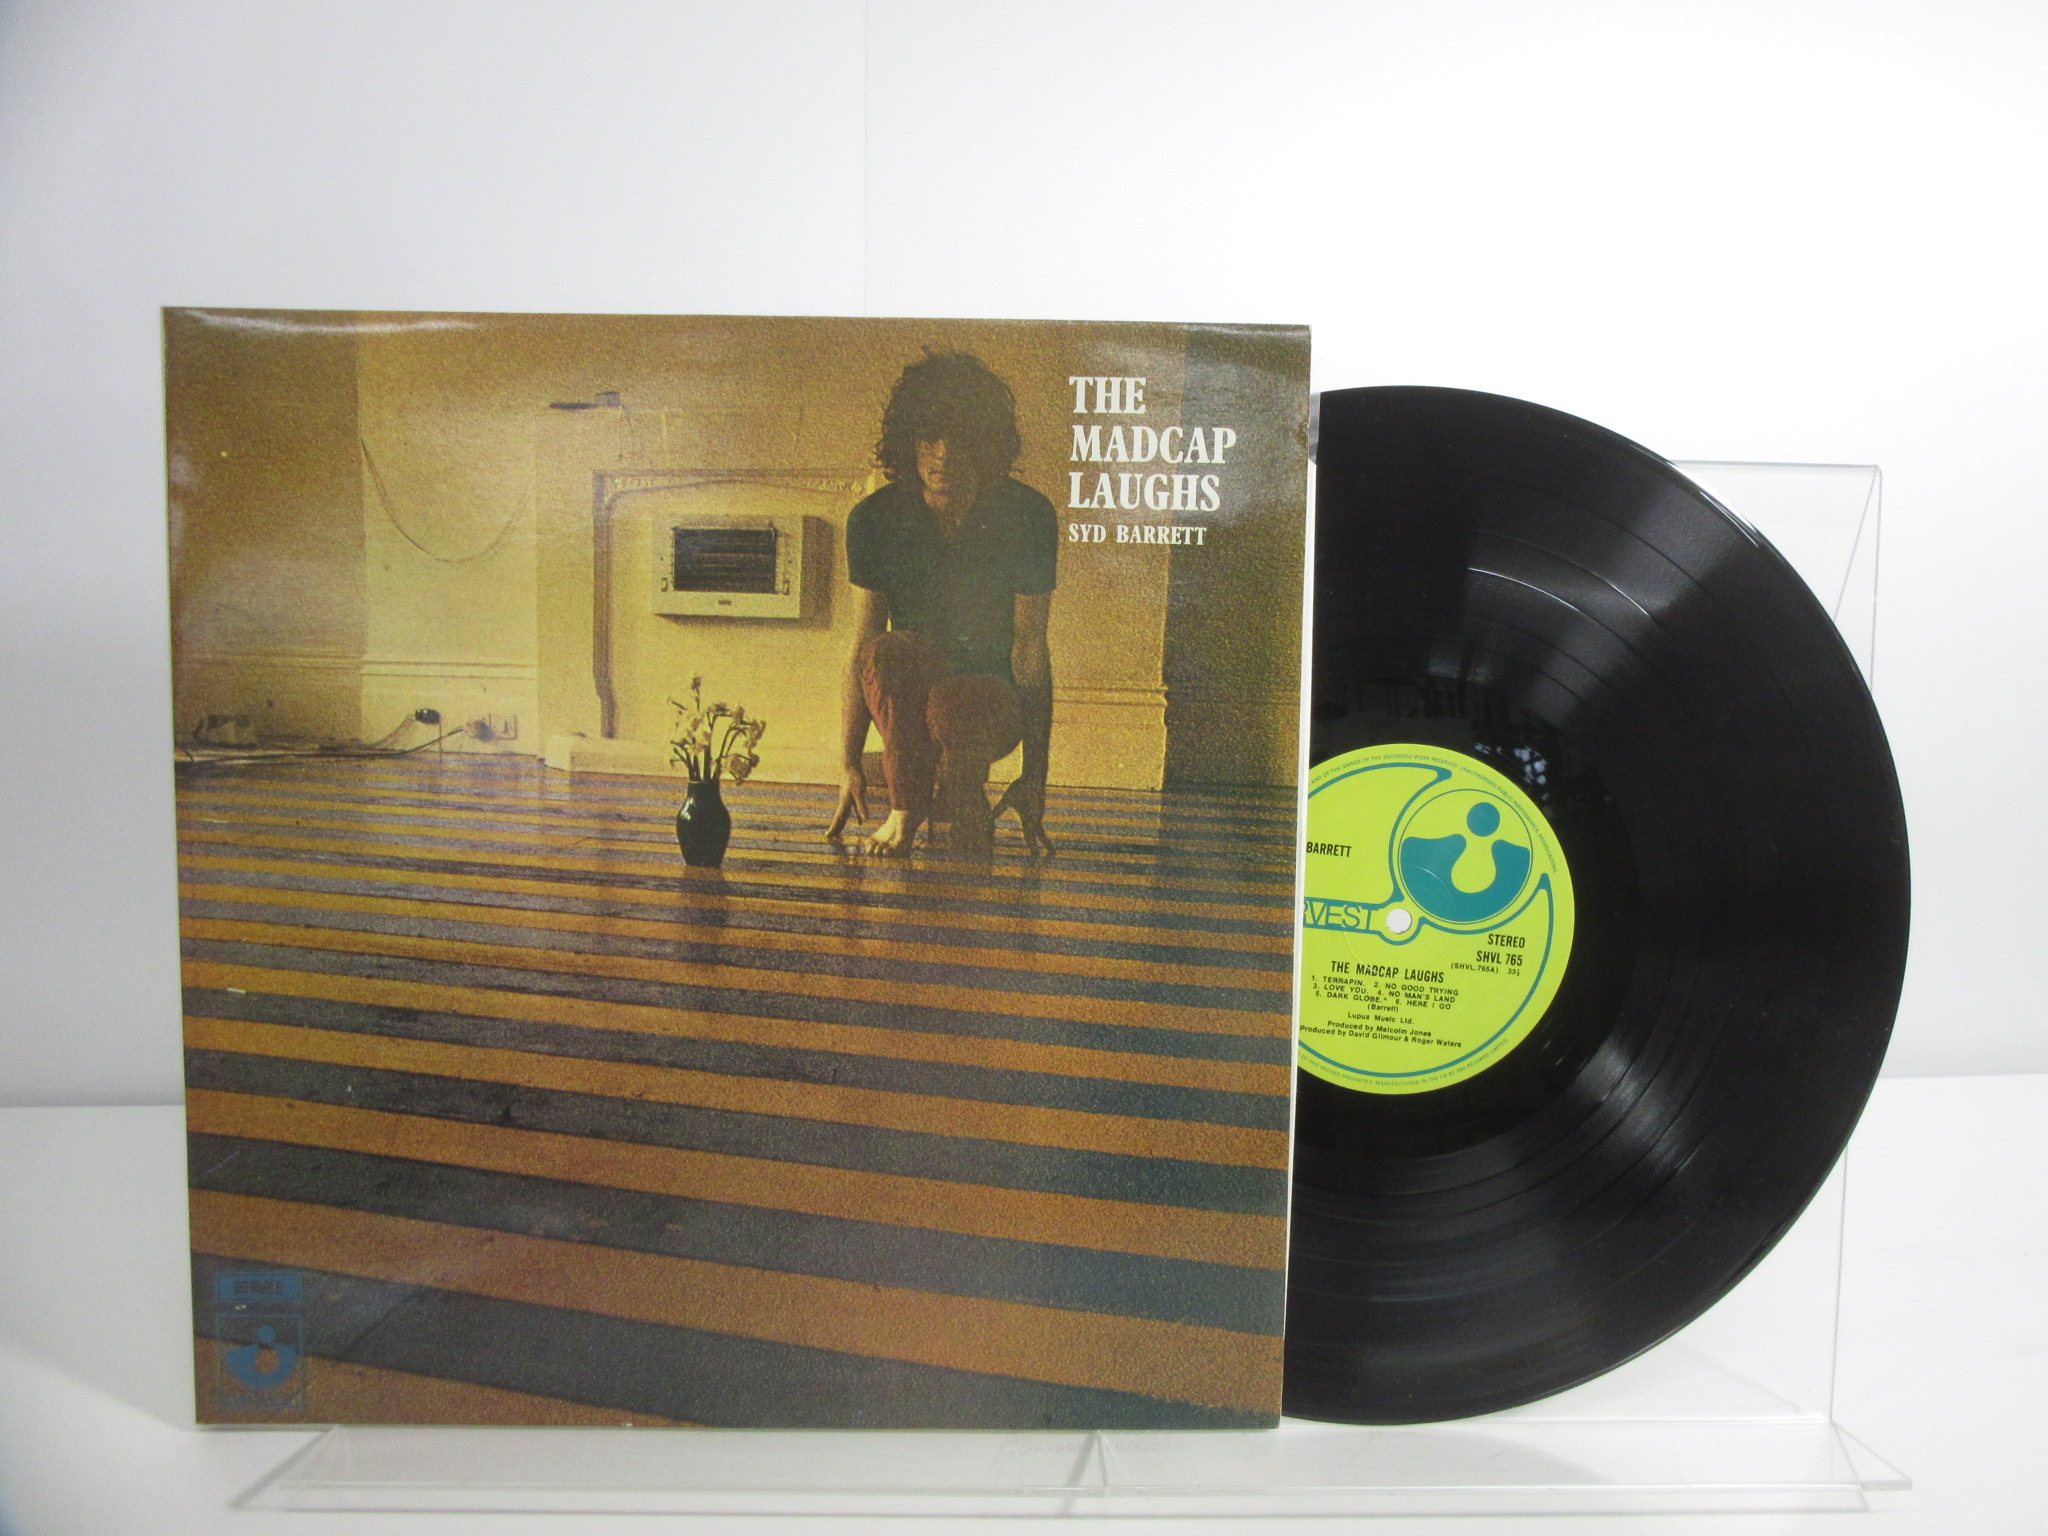 THE
MADCAP
LAUGHS
SYD BARRETT
EMI
BARRETT
RVEST
STEREO
SHVL 765
(SHVL.765A) 33⅓
THE MADCAP LAUGHS
1. TERRAPIN. 2. NO GOOD TRYING
3. LOVE YOU. 4. NO MAN'S LAND
5. DARK GLOBE.* 6. HERE I GO
(Barrett)
Lupus Music Ltd.
Produced by Malcolm Jones
Produced by David Gilmour & Roger Waters